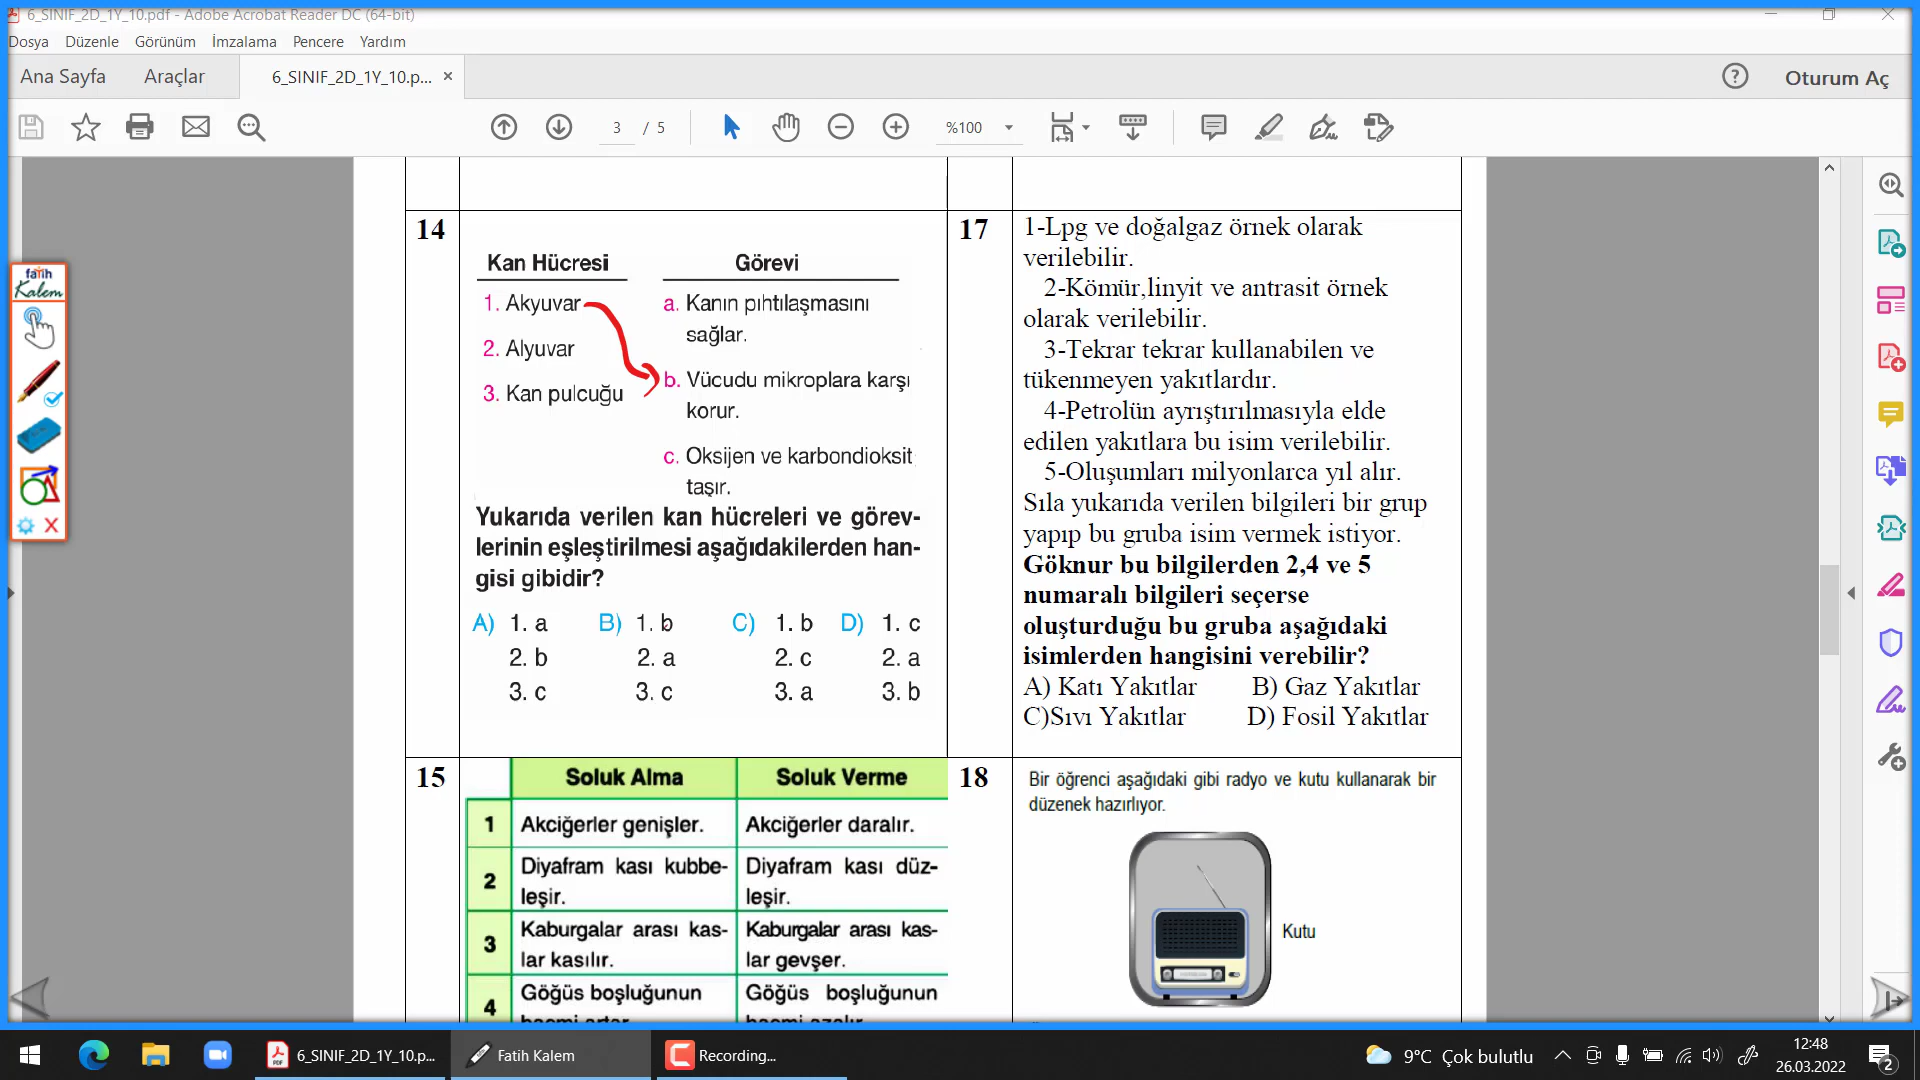 6_SINIF_2D_1Y_10.pdf - Adobe Acrobat Reader DC (64-bit)
Dosya Düzenle Görünüm İmzalama Pencere Yardım
Ana Sayfa Araçlar 6_SINIF_2D_1Y_10.p... × Oturum Aç
3 / 5 %100
fatih
Kalem
14
Kan Hücresi Görevi
1. Akyuvar
2. Alyuvar
3. Kan pulcuğu
a. Kanın pıhtılaşmasını
sağlar.
b. Vücudu mikroplara karşı
korur.
c. Oksijen ve karbondioksit
taşır.
Yukarıda verilen kan hücreleri ve görev-
lerinin eşleştirilmesi aşağıdakilerden han-
gisi gibidir?
A) 1. a B) 1. b C) 1. b D) 1. c
2. b 2. a 2. c 2. a
3. c 3. c 3. a 3. b
15
Soluk Alma Soluk Verme
1 Akciğerler genişler. Akciğerler daralır.
2 Diyafram kası kubbe- Diyafram kası düz-
leşir. leşir.
3 Kaburgalar arası kas- Kaburgalar arası kas-
lar kasılır. lar gevşer.
4 Göğüs boşluğunun Göğüs boşluğunun
hacmi artar. hacmi azalır.
17
1-Lpg ve doğalgaz örnek olarak
verilebilir.
2-Kömür,linyit ve antrasit örnek
olarak verilebilir.
3-Tekrar tekrar kullanabilen ve
tükenmeyen yakıtlardır.
4-Petrolün ayrıştırılmasıyla elde
edilen yakıtlara bu isim verilebilir.
5-Oluşumları milyonlarca yıl alır.
Sıla yukarıda verilen bilgileri bir grup
yapıp bu gruba isim vermek istiyor.
Göknur bu bilgilerden 2,4 ve 5
numaralı bilgileri seçerse
oluşturduğu bu gruba aşağıdaki
isimlerden hangisini verebilir?
A) Katı Yakıtlar B) Gaz Yakıtlar
C)Sıvı Yakıtlar D) Fosil Yakıtlar
18
Bir öğrenci aşağıdaki gibi radyo ve kutu kullanarak bir
düzenek hazırlıyor.
Kutu
6_SINIF_2D_1Y_10.p... Fatih Kalem Recording...
9°C Çok bulutlu
12:48
26.03.2022
2